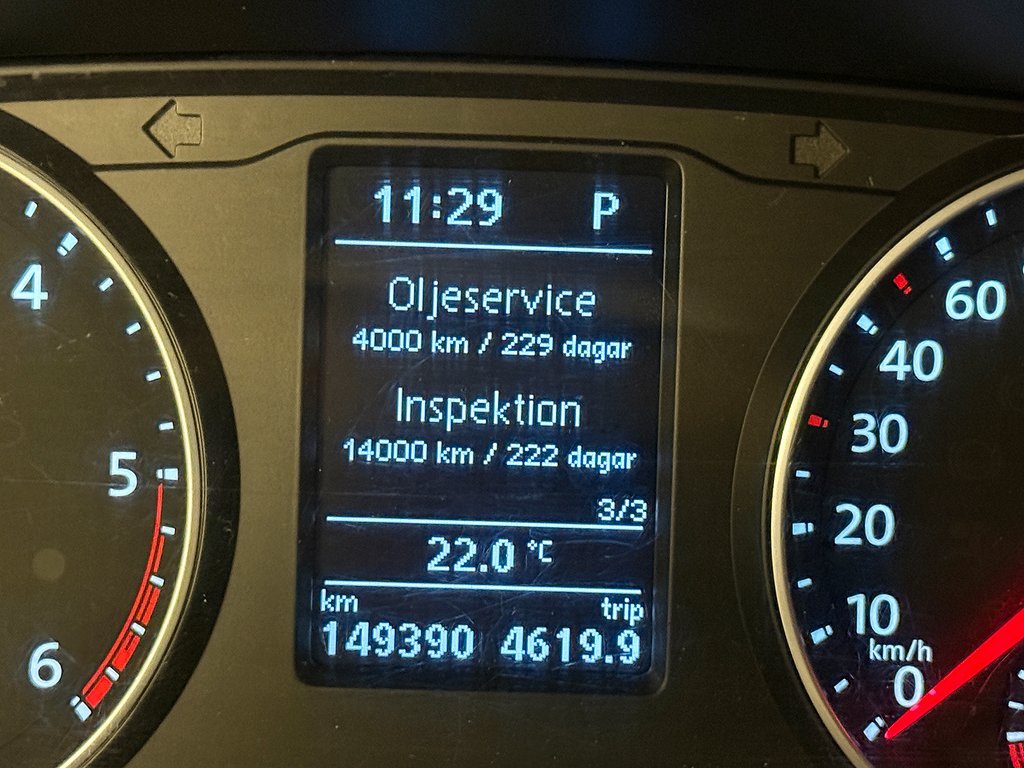 11:29 P
Oljeservice
4000 km / 229 dagar
Inspektion
14000 km / 222 dagar
3/3
22.0 °C
km trip
149390 4619.9
4
5
6
60
40
30
20
10
km/h
0